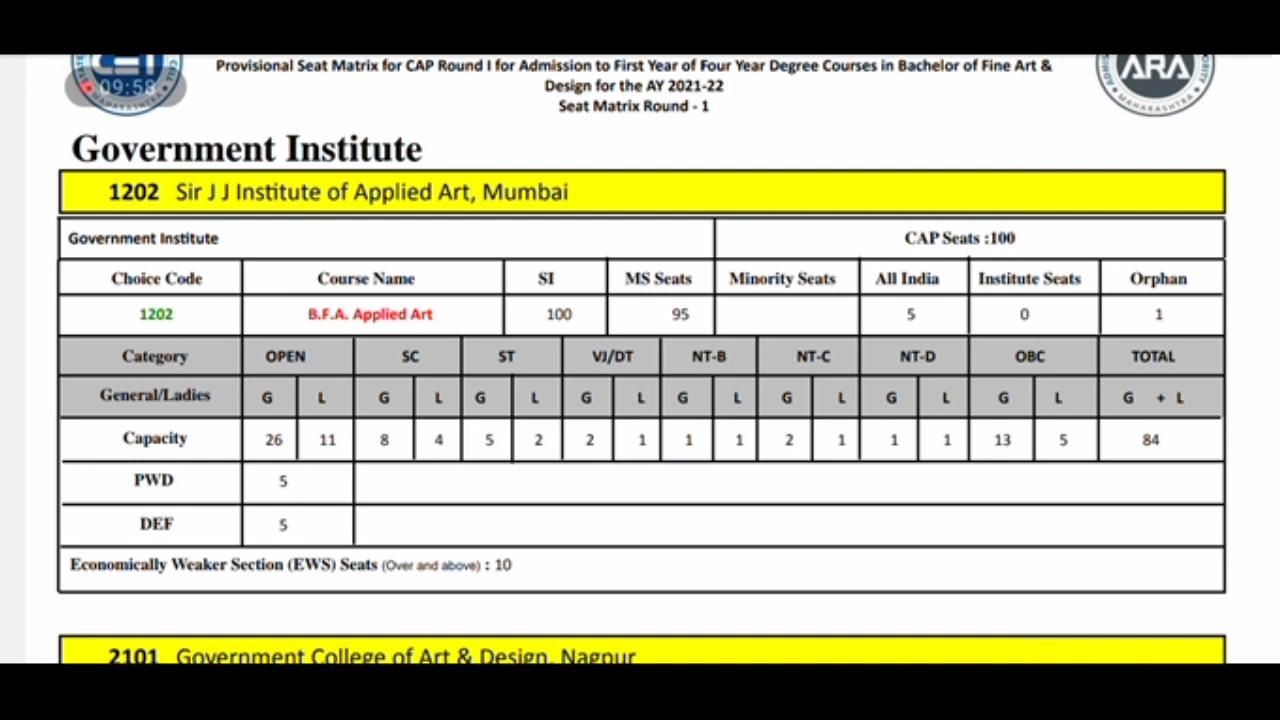 09:58
ARA
MAHARASHTRA
MAHARASHTRA
Provisional Seat Matrix for CAP Round I for Admission to First Year of Four Year Degree Courses in Bachelor of Fine Art &
Design for the AY 2021-22
Seat Matrix Round - 1
Government Institute
1202 Sir J J Institute of Applied Art, Mumbai
Government Institute CAP Seats :100
Choice Code Course Name SI MS Seats Minority Seats All India Institute Seats Orphan
1202 B.F.A. Applied Art 100 95 5 0 1
Category OPEN SC ST VJ/DT NT-B NT-C NT-D OBC TOTAL
General/Ladies G L G L G L G L G L G L G L G L G + L
Capacity 26 11 8 4 5 2 2 1 1 1 2 1 1 1 13 5 84
PWD 5
DEF 5
Economically Weaker Section (EWS) Seats (Over and above) : 10
2101 Government College of Art & Design, Nagpur